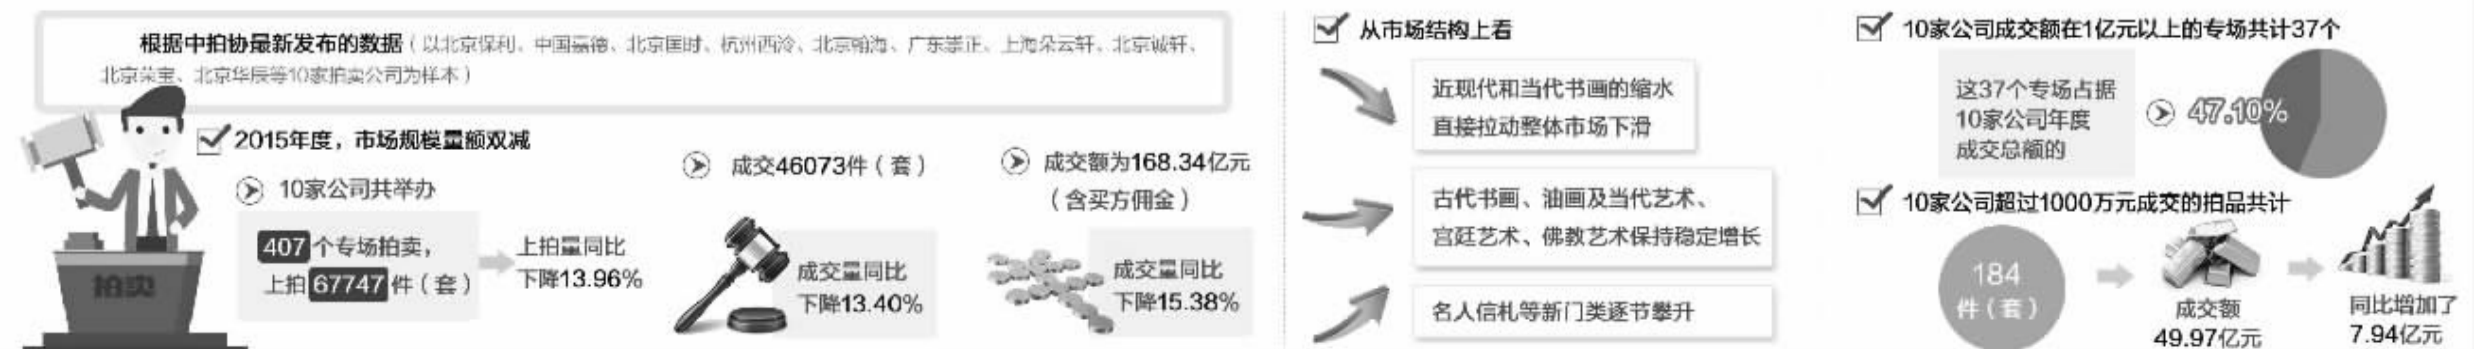 根据中拍协最新发布的数据（以北京保利、中国嘉德、北京匡时、杭州西泠、北京翰海、广东崇正、上海朵云轩、北京诚轩、
北京荣宝、北京华辰等10家拍卖公司为样本）
2015年度，市场规模量额双减
10家公司共举办
407个专场拍卖，
上拍67747件（套）
上拍量同比
下降13.96%
拍卖
成交46073件（套）
成交量同比
下降13.40%
成交额为168.34亿元
（含买方佣金）
成交量同比
下降15.38%
从市场结构上看
近现代和当代书画的缩水
直接拉动整体市场下滑
古代书画、油画及当代艺术、
宫廷艺术、佛教艺术保持稳定增长
名人信札等新门类逐节攀升
10家公司成交额在1亿元以上的专场共计37个
这37个专场占据
10家公司年度
成交总额的
47.10%
10家公司超过1000万元成交的拍品共计
184
件（套）
成交额
49.97亿元
同比增加了
7.94亿元